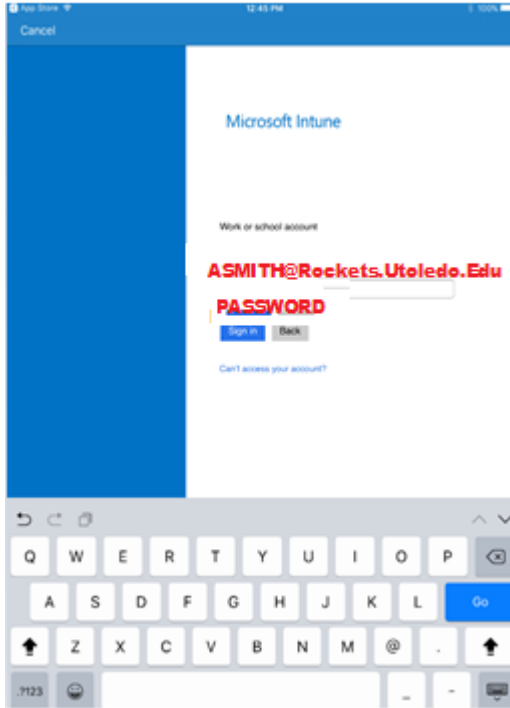 App Store 12:45 PM 100%
Cancel
Microsoft Intune
Work or school account
ASMITH@Rockets.Utoledo.Edu
PASSWORD
Sign in Back
Can't access your account?
Q W E R T Y U I O P
A S D F G H J K L Go
Z X C V B N M @ .
.?123 _ -